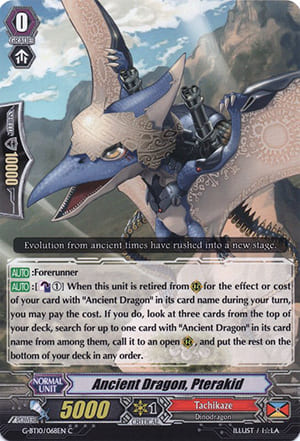 0
GRADE
SHIELD
10000
Evolution from ancient times have rushed into a new stage.
AUTO :Forerunner
AUTO :[ 1 ] When this unit is retired from for the effect or cost
of your card with "Ancient Dragon" in its card name during your turn,
you may pay the cost. If you do, look at three cards from the top of
your deck, search for up to one card with "Ancient Dragon" in its card
name from among them, call it to an open , and put the rest on the
bottom of your deck in any order.
NORMAL
UNIT
Ancient Dragon, Pterakid
POWER
5000
1
Tachikaze
Dinodragon
G-BT10/068EN C
ILLUST